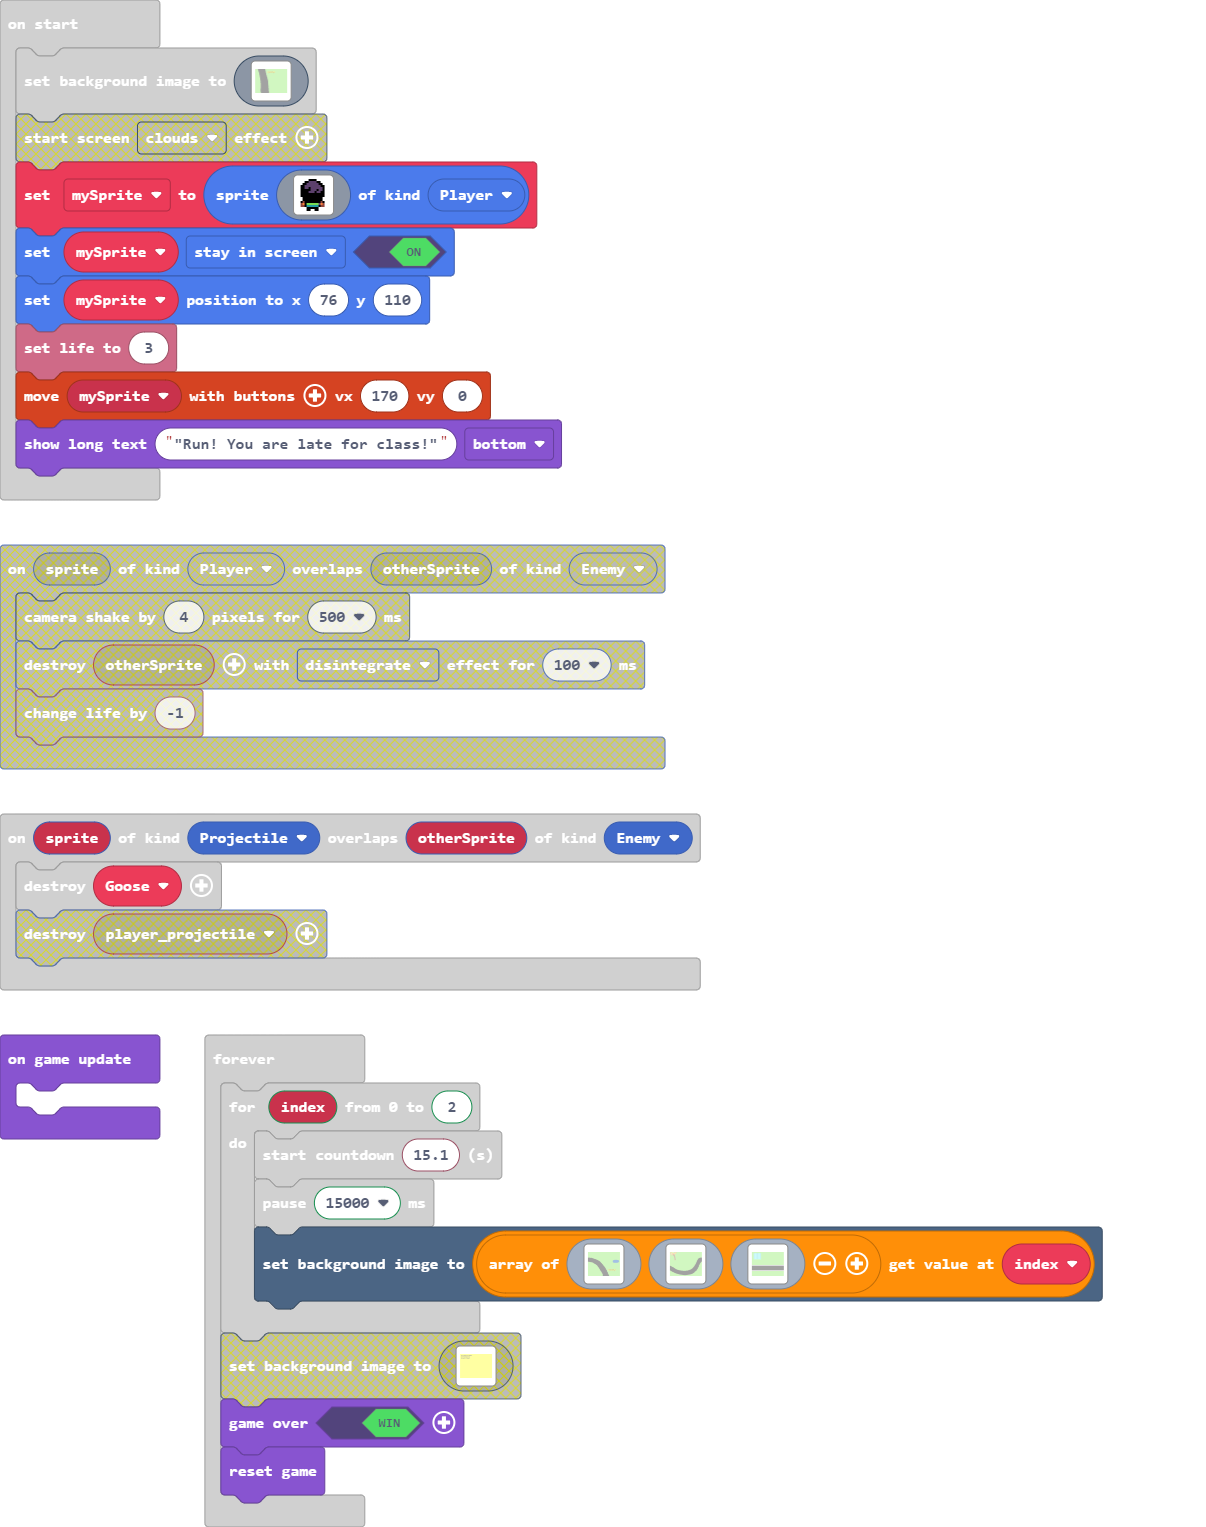 on start
set background image to
start screen clouds effect
set mySprite to sprite of kind Player
set mySprite stay in screen ON
set mySprite position to x 76 y 110
set life to 3
move mySprite with buttons vx 170 vy 0
show long text ""Run! You are late for class!"" bottom
on sprite of kind Player overlaps otherSprite of kind Enemy
camera shake by 4 pixels for 500 ms
destroy otherSprite with disintegrate effect for 100 ms
change life by -1
on sprite of kind Projectile overlaps otherSprite of kind Enemy
destroy Goose
destroy player_projectile
on game update
forever
for index from 0 to 2
do
start countdown 15.1 (s)
pause 15000 ms
set background image to array of get value at index
set background image to
game over WIN
reset game